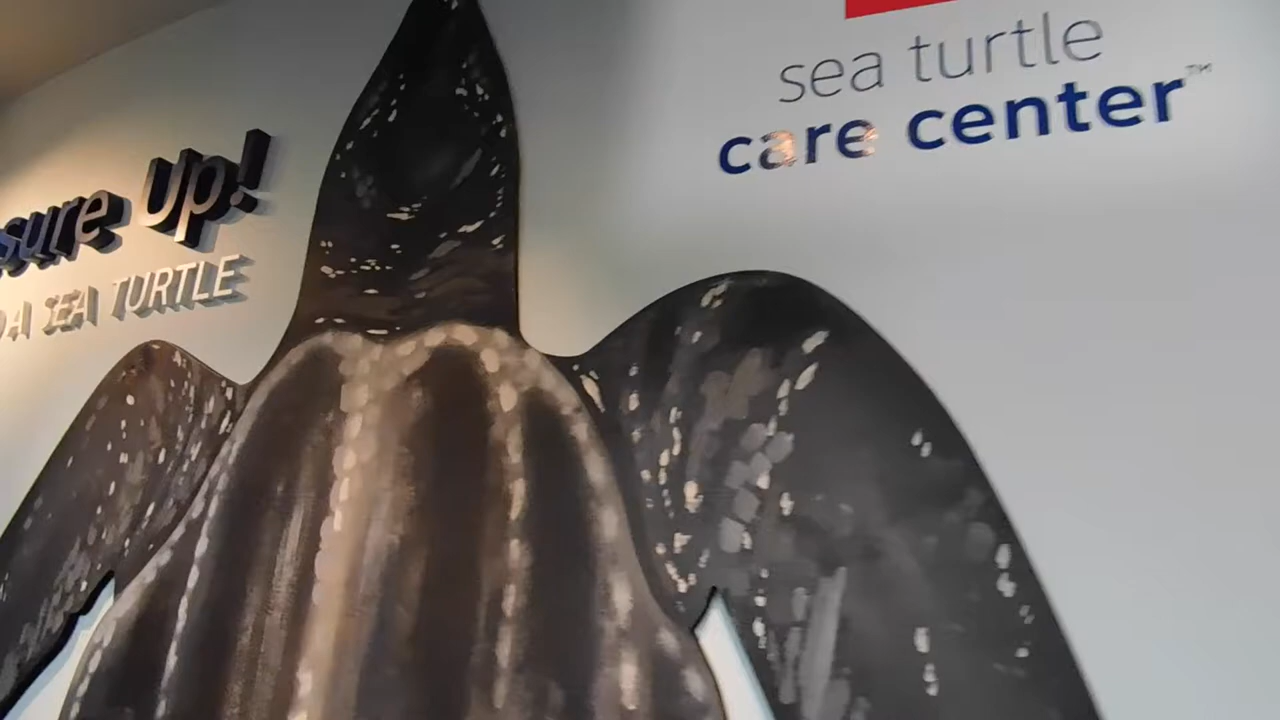 sure Up!
A SEA TURTLE
sea turtle
care center™